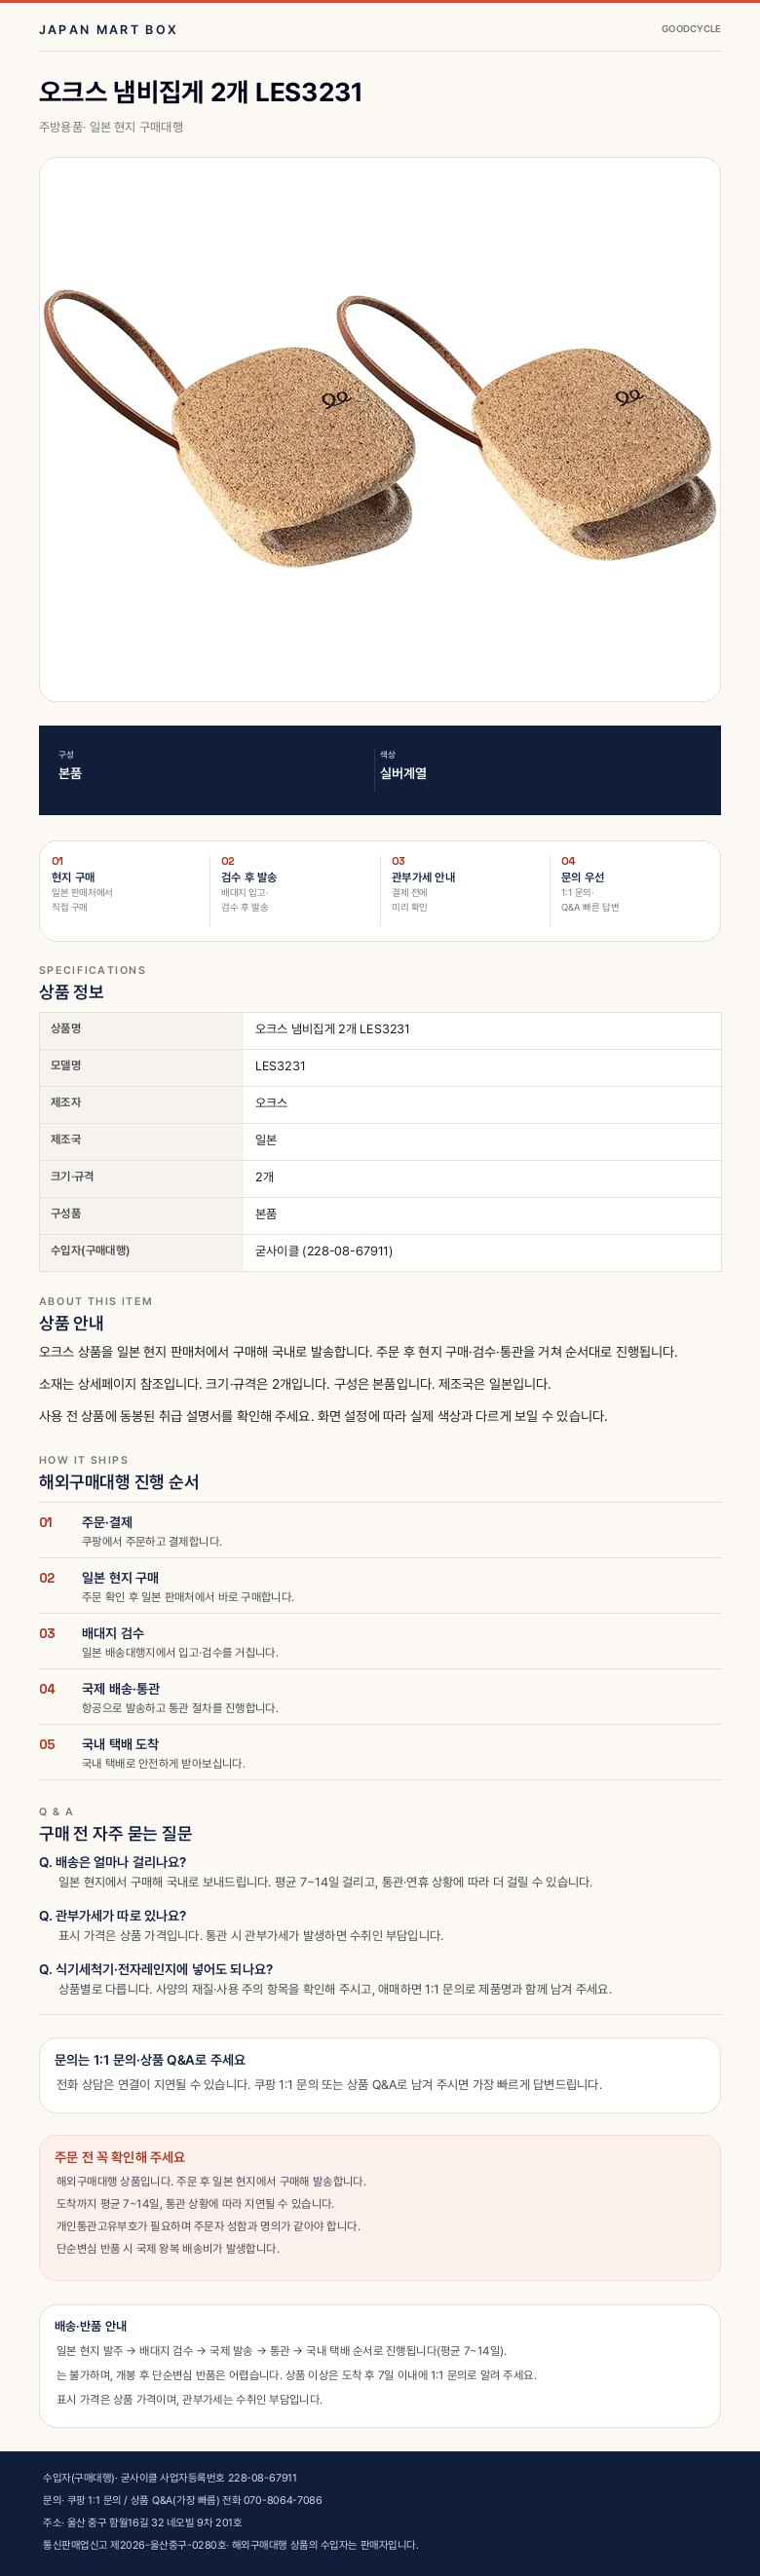 JAPAN MART BOX
GOODCYCLE
오크스 냄비집게 2개 LES3231
주방용품· 일본 현지 구매대행
구성
본품
색상
실버계열
01
현지 구매
일본 판매처에서
직접 구매
02
검수 후 발송
배대지 입고·
검수 후 발송
03
관부가세 안내
결제 전에
미리 확인
04
문의 우선
1:1 문의·
Q&A 빠른 답변
SPECIFICATIONS
상품 정보
상품명 오크스 냄비집게 2개 LES3231
모델명 LES3231
제조자 오크스
제조국 일본
크기·규격 2개
구성품 본품
수입자(구매대행) 굳사이클 (228-08-67911)
ABOUT THIS ITEM
상품 안내
오크스 상품을 일본 현지 판매처에서 구매해 국내로 발송합니다. 주문 후 현지 구매·검수·통관을 거쳐 순서대로 진행됩니다.
소재는 상세페이지 참조입니다. 크기·규격은 2개입니다. 구성은 본품입니다. 제조국은 일본입니다.
사용 전 상품에 동봉된 취급 설명서를 확인해 주세요. 화면 설정에 따라 실제 색상과 다르게 보일 수 있습니다.
HOW IT SHIPS
해외구매대행 진행 순서
01 주문·결제
쿠팡에서 주문하고 결제합니다.
02 일본 현지 구매
주문 확인 후 일본 판매처에서 바로 구매합니다.
03 배대지 검수
일본 배송대행지에서 입고·검수를 거칩니다.
04 국제 배송·통관
항공으로 발송하고 통관 절차를 진행합니다.
05 국내 택배 도착
국내 택배로 안전하게 받아보십니다.
Q & A
구매 전 자주 묻는 질문
Q. 배송은 얼마나 걸리나요?
일본 현지에서 구매해 국내로 보내드립니다. 평균 7~14일 걸리고, 통관·연휴 상황에 따라 더 걸릴 수 있습니다.
Q. 관부가세가 따로 있나요?
표시 가격은 상품 가격입니다. 통관 시 관부가세가 발생하면 수취인 부담입니다.
Q. 식기세척기·전자레인지에 넣어도 되나요?
상품별로 다릅니다. 사양의 재질·사용 주의 항목을 확인해 주시고, 애매하면 1:1 문의로 제품명과 함께 남겨 주세요.
문의는 1:1 문의·상품 Q&A로 주세요
전화 상담은 연결이 지연될 수 있습니다. 쿠팡 1:1 문의 또는 상품 Q&A로 남겨 주시면 가장 빠르게 답변드립니다.
주문 전 꼭 확인해 주세요
해외구매대행 상품입니다. 주문 후 일본 현지에서 구매해 발송합니다.
도착까지 평균 7~14일, 통관 상황에 따라 지연될 수 있습니다.
개인통관고유부호가 필요하며 주문자 성함과 명의가 같아야 합니다.
단순변심 반품 시 국제 왕복 배송비가 발생합니다.
배송·반품 안내
일본 현지 발주 → 배대지 검수 → 국제 발송 → 통관 → 국내 택배 순서로 진행됩니다(평균 7~14일).
는 불가하며, 개봉 후 단순변심 반품은 어렵습니다. 상품 이상은 도착 후 7일 이내에 1:1 문의로 알려 주세요.
표시 가격은 상품 가격이며, 관부가세는 수취인 부담입니다.
수입자(구매대행)· 굳사이클 사업자등록번호 228-08-67911
문의· 쿠팡 1:1 문의 / 상품 Q&A(가장 빠름) 전화 070-8064-7086
주소· 울산 중구 함월16길 32 네오빌 9차 201호
통신판매업신고 제2026-울산중구-0280호· 해외구매대행 상품의 수입자는 판매자입니다.